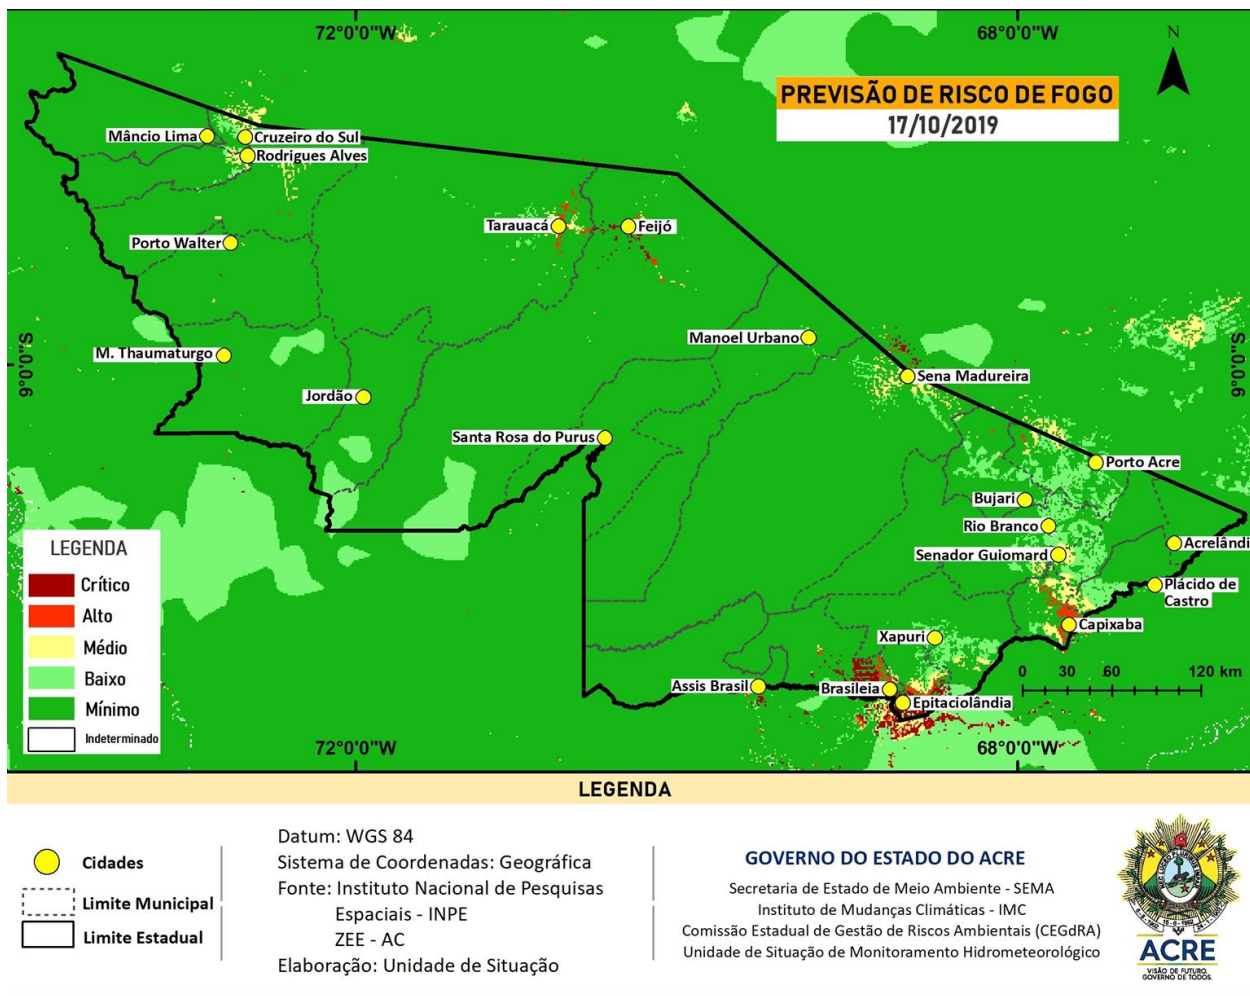 72°0'0"W
68°0'0"W
N
PREVISÃO DE RISCO DE FOGO
17/10/2019
Mâncio Lima
Cruzeiro do Sul
Rodrigues Alves
Tarauacá
Feijó
Porto Walter
Manoel Urbano
M. Thaumaturgo
9°0'0"S
9°0'0"S
Sena Madureira
Jordão
Santa Rosa do Purus
Porto Acre
Bujari
Rio Branco
Senador Guiomard
Acrelândi
Plácido de
Castro
Capixaba
Xapuri
Assis Brasil
Brasileia
Epitaciolândia
0 30 60 120 km
72°0'0"W
68°0'0"W
LEGENDA
Crítico
Alto
Médio
Baixo
Mínimo
Indeterminado
LEGENDA
Cidades
Limite Municipal
Limite Estadual
Datum: WGS 84
Sistema de Coordenadas: Geográfica
Fonte: Instituto Nacional de Pesquisas
Espaciais - INPE
ZEE - AC
Elaboração: Unidade de Situação
GOVERNO DO ESTADO DO ACRE
Secretaria de Estado de Meio Ambiente - SEMA
Instituto de Mudanças Climáticas - IMC
Comissão Estadual de Gestão de Riscos Ambientais (CEGdRA)
Unidade de Situação de Monitoramento Hidrometeorológico
ACRE
VISÃO DE FUTURO,
GOVERNO DE TODOS.